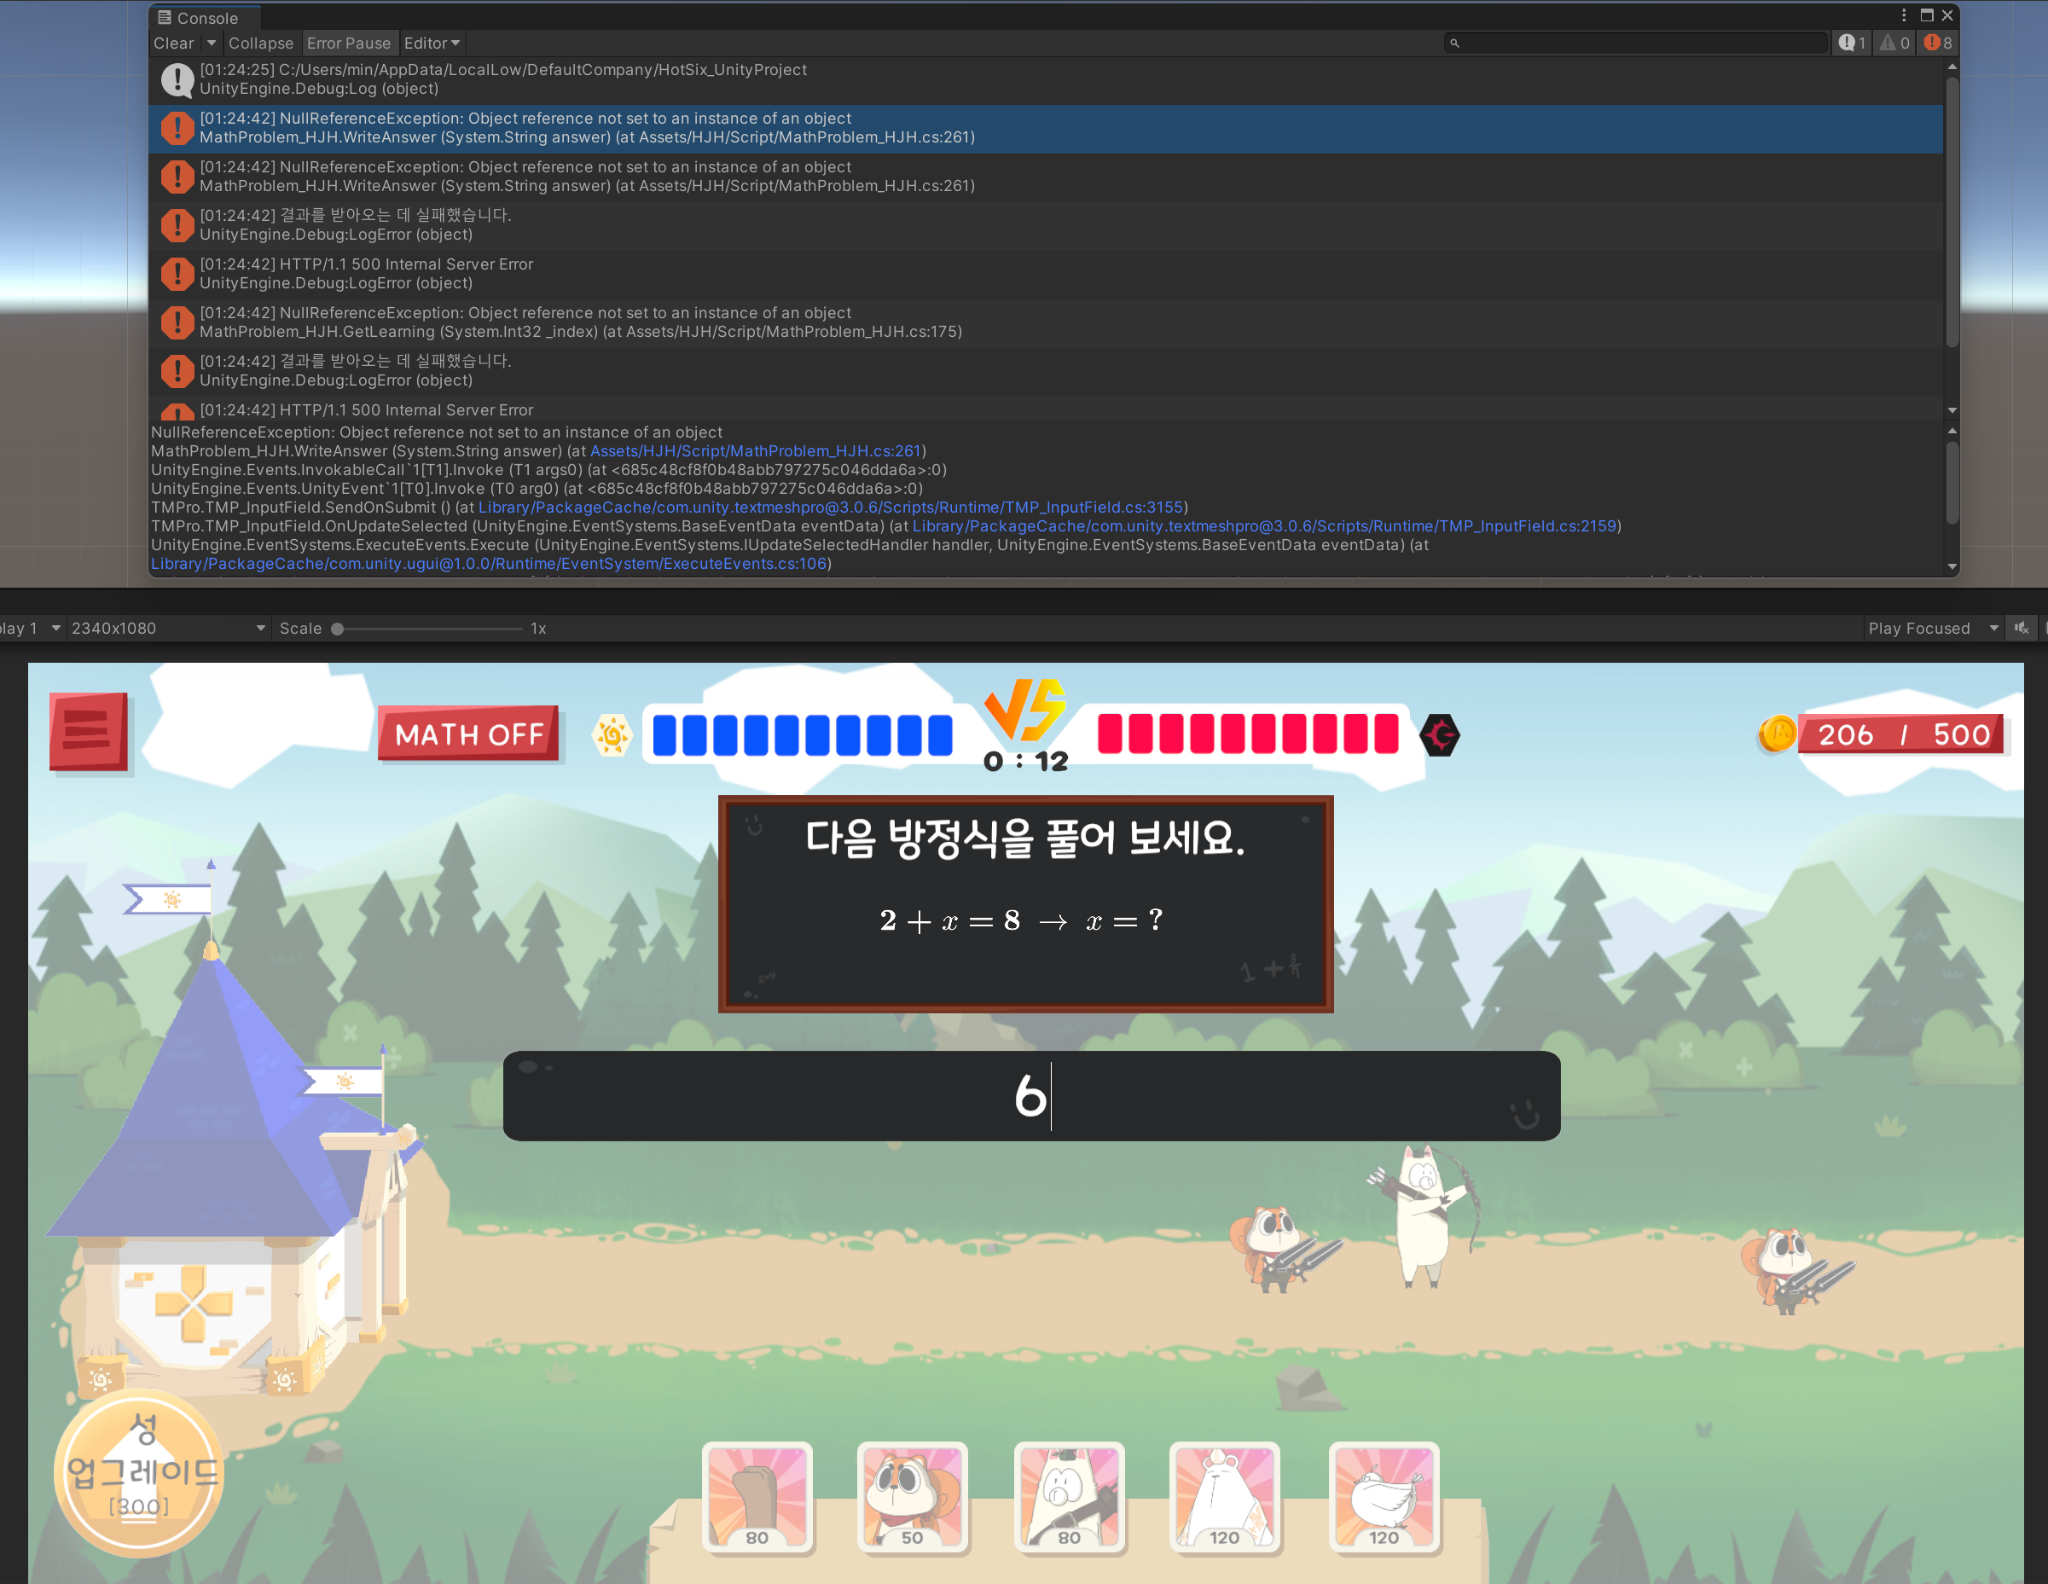 Console
Clear Collapse Error Pause Editor 1 0 8
[01:24:25] C:/Users/min/AppData/LocalLow/DefaultCompany/HotSix_UnityProject
UnityEngine.Debug:Log (object)
[01:24:42] NullReferenceException: Object reference not set to an instance of an object
MathProblem_HJH.WriteAnswer (System.String answer) (at Assets/HJH/Script/MathProblem_HJH.cs:261)
[01:24:42] NullReferenceException: Object reference not set to an instance of an object
MathProblem_HJH.WriteAnswer (System.String answer) (at Assets/HJH/Script/MathProblem_HJH.cs:261)
[01:24:42] 결과를 받아오는 데 실패했습니다.
UnityEngine.Debug:LogError (object)
[01:24:42] HTTP/1.1 500 Internal Server Error
UnityEngine.Debug:LogError (object)
[01:24:42] NullReferenceException: Object reference not set to an instance of an object
MathProblem_HJH.GetLearning (System.Int32 _index) (at Assets/HJH/Script/MathProblem_HJH.cs:175)
[01:24:42] 결과를 받아오는 데 실패했습니다.
UnityEngine.Debug:LogError (object)
[01:24:42] HTTP/1.1 500 Internal Server Error
NullReferenceException: Object reference not set to an instance of an object
MathProblem_HJH.WriteAnswer (System.String answer) (at Assets/HJH/Script/MathProblem_HJH.cs:261)
UnityEngine.Events.InvokableCall`1[T1].Invoke (T1 args0) (at <685c48cf8f0b48abb797275c046dda6a>:0)
UnityEngine.Events.UnityEvent`1[T0].Invoke (T0 arg0) (at <685c48cf8f0b48abb797275c046dda6a>:0)
TMPro.TMP_InputField.SendOnSubmit () (at Library/PackageCache/com.unity.textmeshpro@3.0.6/Scripts/Runtime/TMP_InputField.cs:3155)
TMPro.TMP_InputField.OnUpdateSelected (UnityEngine.EventSystems.BaseEventData eventData) (at Library/PackageCache/com.unity.textmeshpro@3.0.6/Scripts/Runtime/TMP_InputField.cs:2159)
UnityEngine.EventSystems.ExecuteEvents.Execute (UnityEngine.EventSystems.IUpdateSelectedHandler handler, UnityEngine.EventSystems.BaseEventData eventData) (at
Library/PackageCache/com.unity.ugui@1.0.0/Runtime/EventSystem/ExecuteEvents.cs:106)
lay 1 2340x1080 Scale 1x Play Focused
MATH OFF
VS
0 : 12
206 / 500
다음 방정식을 풀어 보세요.
2 + x = 8 → x = ?
6
성
업그레이드
[300]
80 50 80 120 120